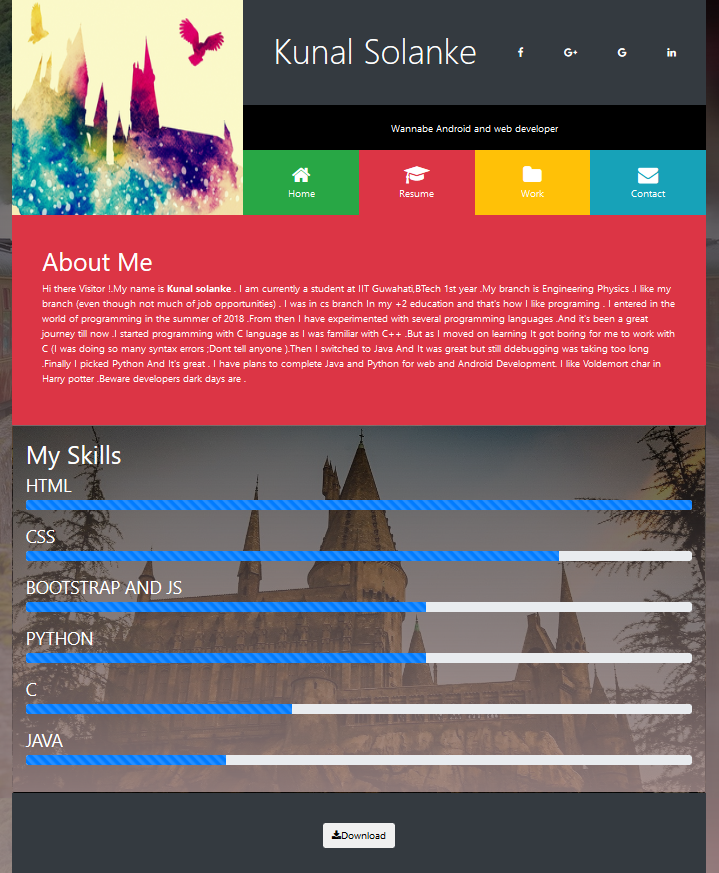 Kunal Solanke
Wannabe Android and web developer
Home Resume Work Contact
About Me
Hi there Visitor !.My name is Kunal solanke . I am currently a student at IIT Guwahati,BTech 1st year .My branch is Engineering Physics .I like my
branch (even though not much of job opportunities) . I was in cs branch In my +2 education and that's how I like programing . I entered in the
world of programming in the summer of 2018 .From then I have experimented with several programming languages .And it's been a great
journey till now .I started programming with C language as I was familiar with C++ .But as I moved on learning It got boring for me to work with
C (I was doing so many syntax errors ;Dont tell anyone ).Then I switched to Java And It was great but still ddebugging was taking too long
.Finally I picked Python And It's great . I have plans to complete Java and Python for web and Android Development. I like Voldemort char in
Harry potter .Beware developers dark days are .
My Skills
HTML
CSS
BOOTSTRAP AND JS
PYTHON
C
JAVA
Download